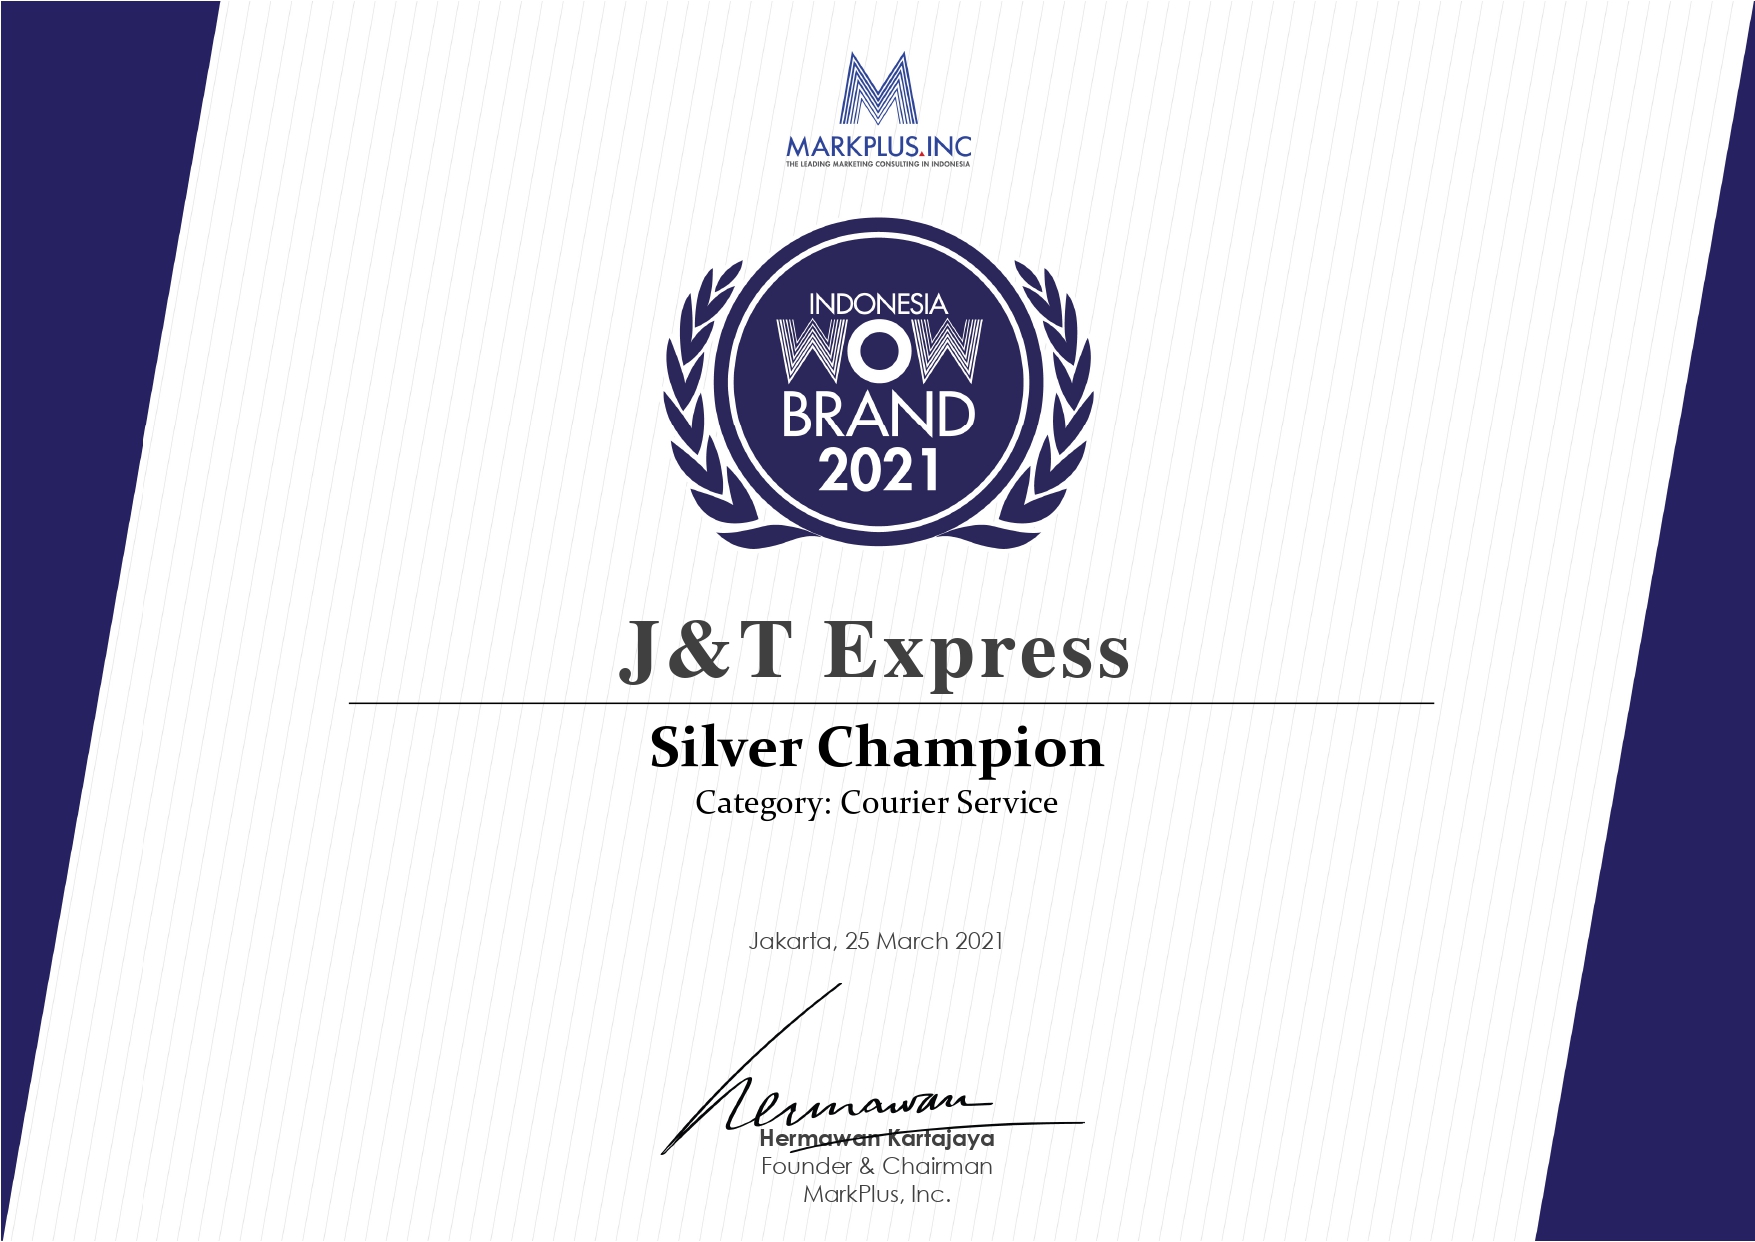 MARKPLUS.INC
THE LEADING MARKETING CONSULTING IN INDONESIA
INDONESIA
WOW
BRAND
2021
J&T Express
Silver Champion
Category: Courier Service
Jakarta, 25 March 2021
Hermawan
Hermawan Kartajaya
Founder & Chairman
MarkPlus, Inc.